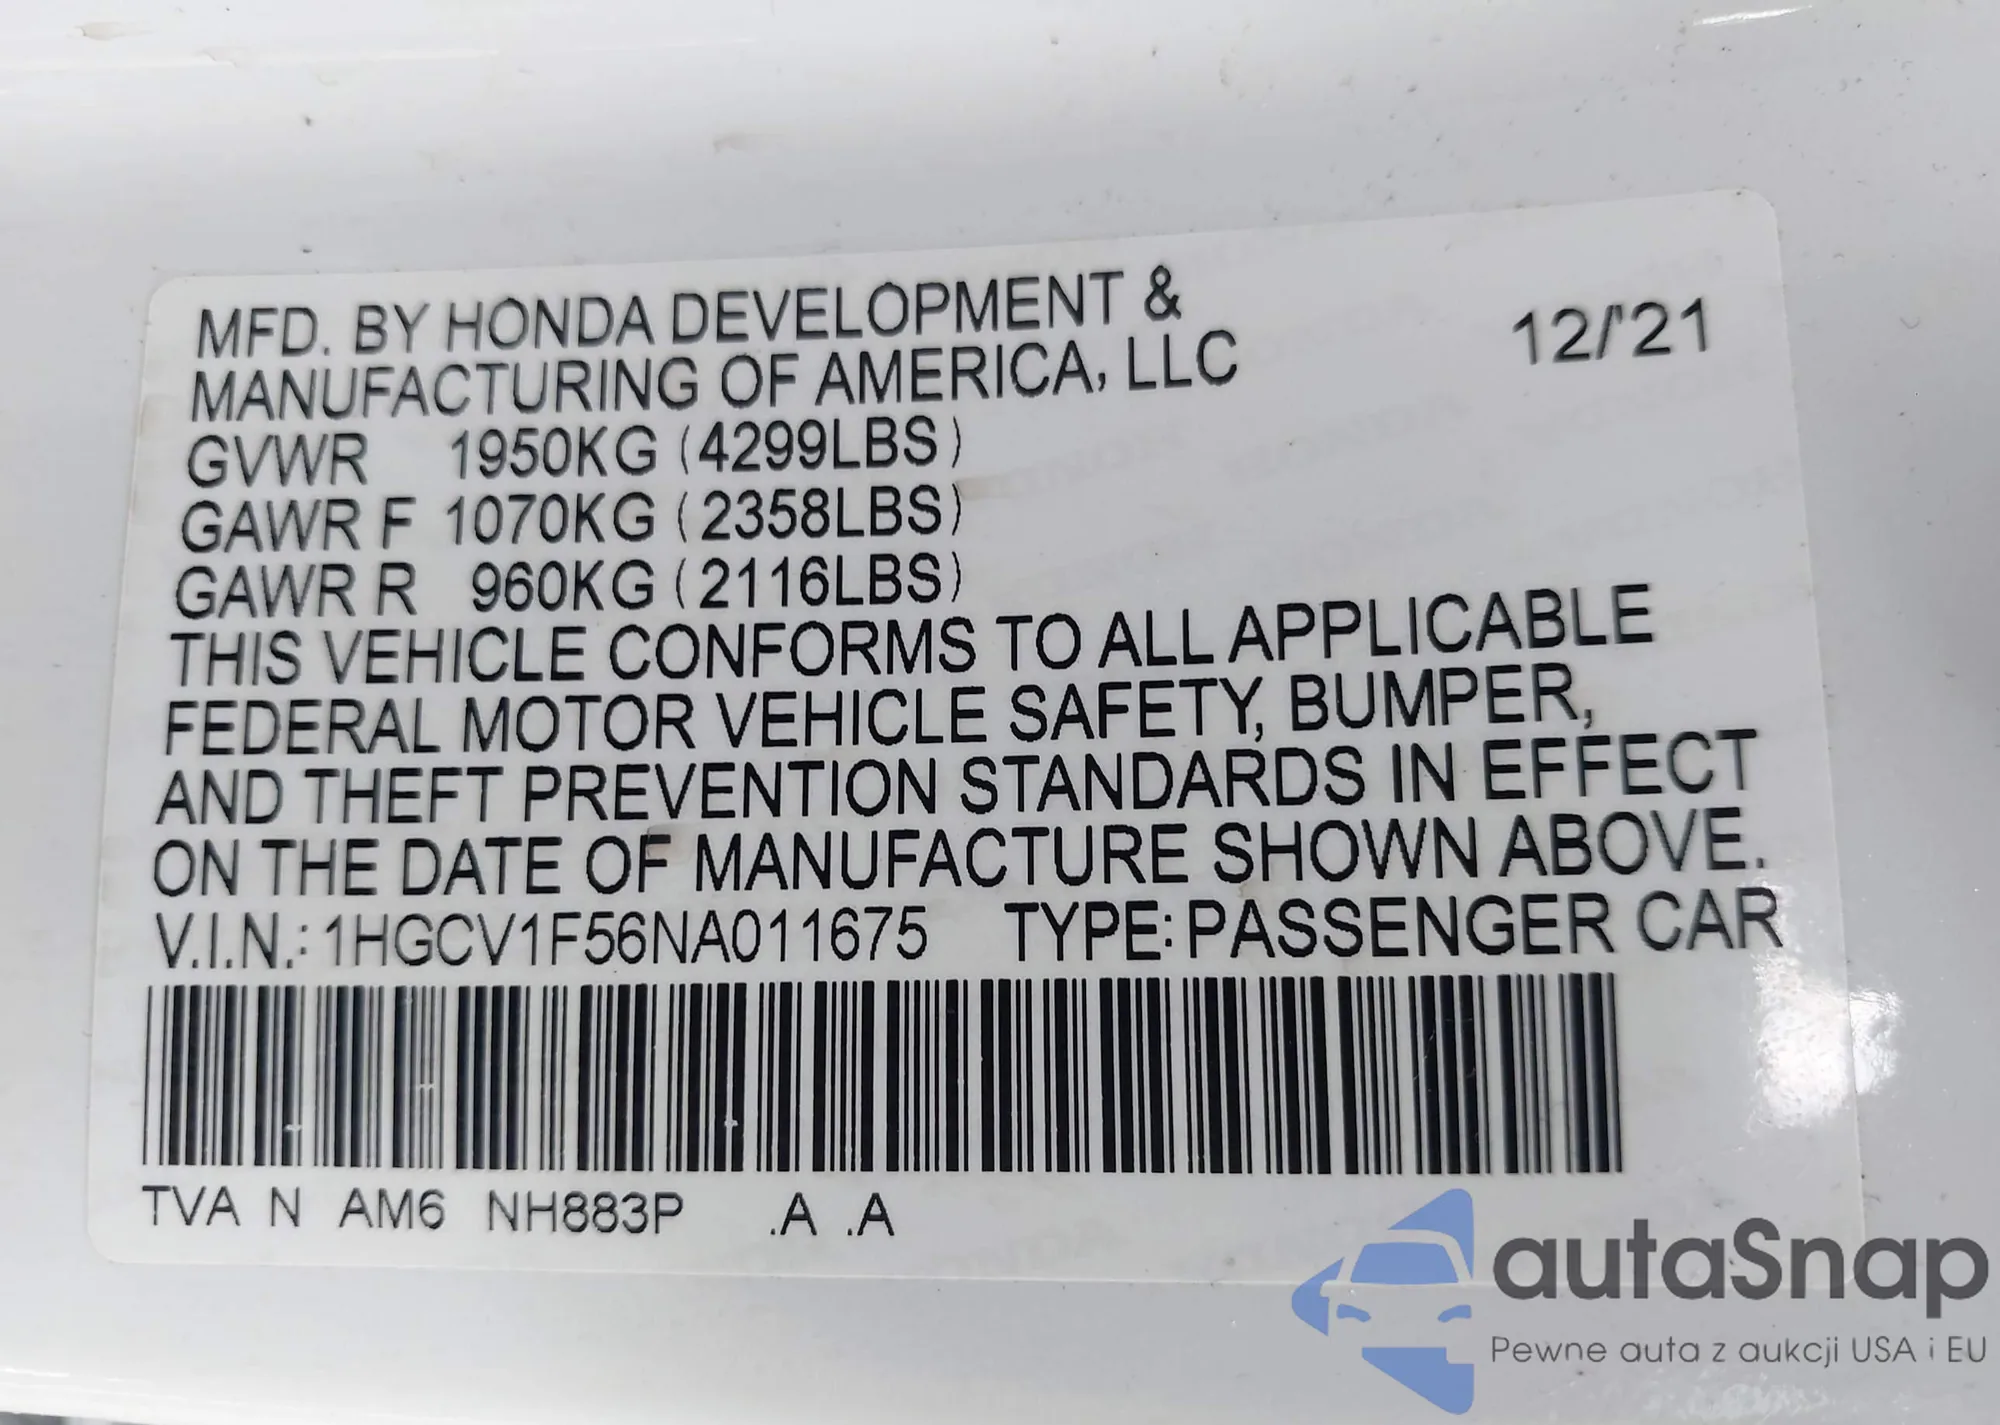 MFD. BY HONDA DEVELOPMENT &
MANUFACTURING OF AMERICA, LLC
12/'21
GVWR 1950KG (4299LBS)
GAWR F 1070KG (2358LBS)
GAWR R 960KG (2116LBS)
THIS VEHICLE CONFORMS TO ALL APPLICABLE
FEDERAL MOTOR VEHICLE SAFETY, BUMPER,
AND THEFT PREVENTION STANDARDS IN EFFECT
ON THE DATE OF MANUFACTURE SHOWN ABOVE.
V.I.N.: 1HGCV1F56NA011675 TYPE: PASSENGER CAR
TVA N AM6 NH883P .A .A
autaSnap
Pewne auta z aukcji USA i EU